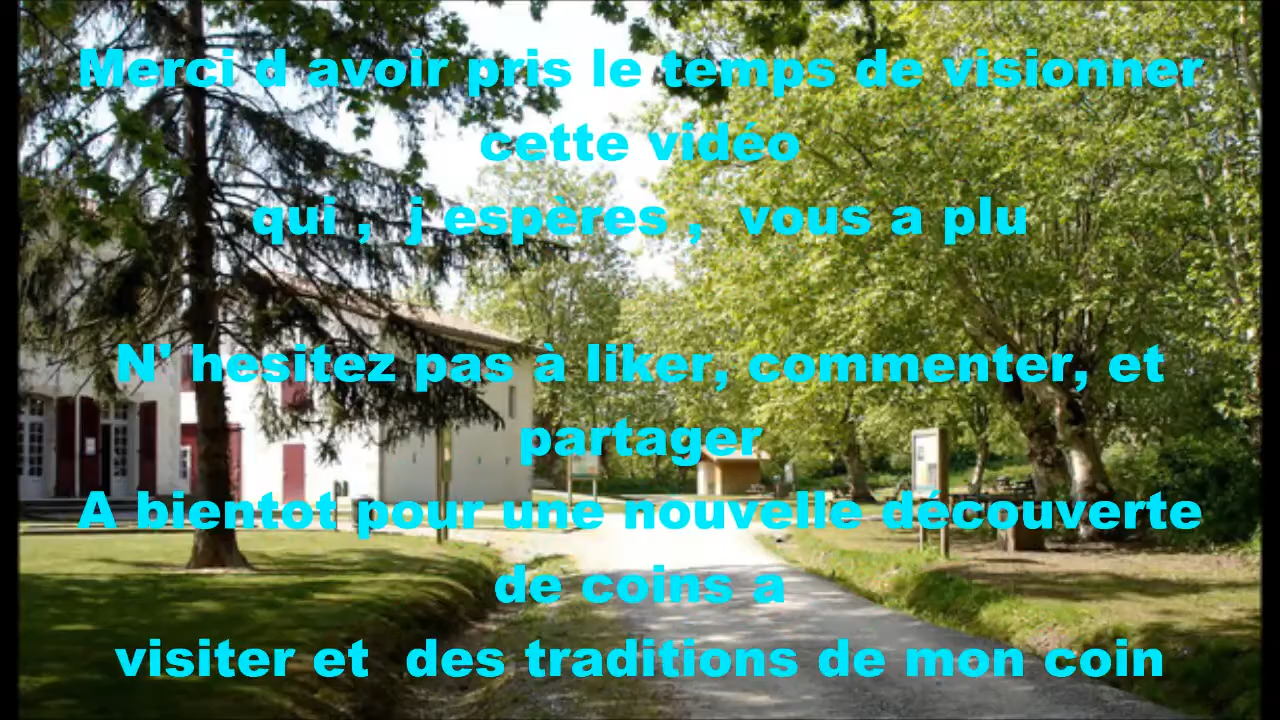 Merci d avoir pris le temps de visionner
cette vidéo
qui , j espères , vous a plu
N' hesitez pas à liker, commenter, et
partager
A bientot pour une nouvelle découverte
de coins a
visiter et des traditions de mon coin